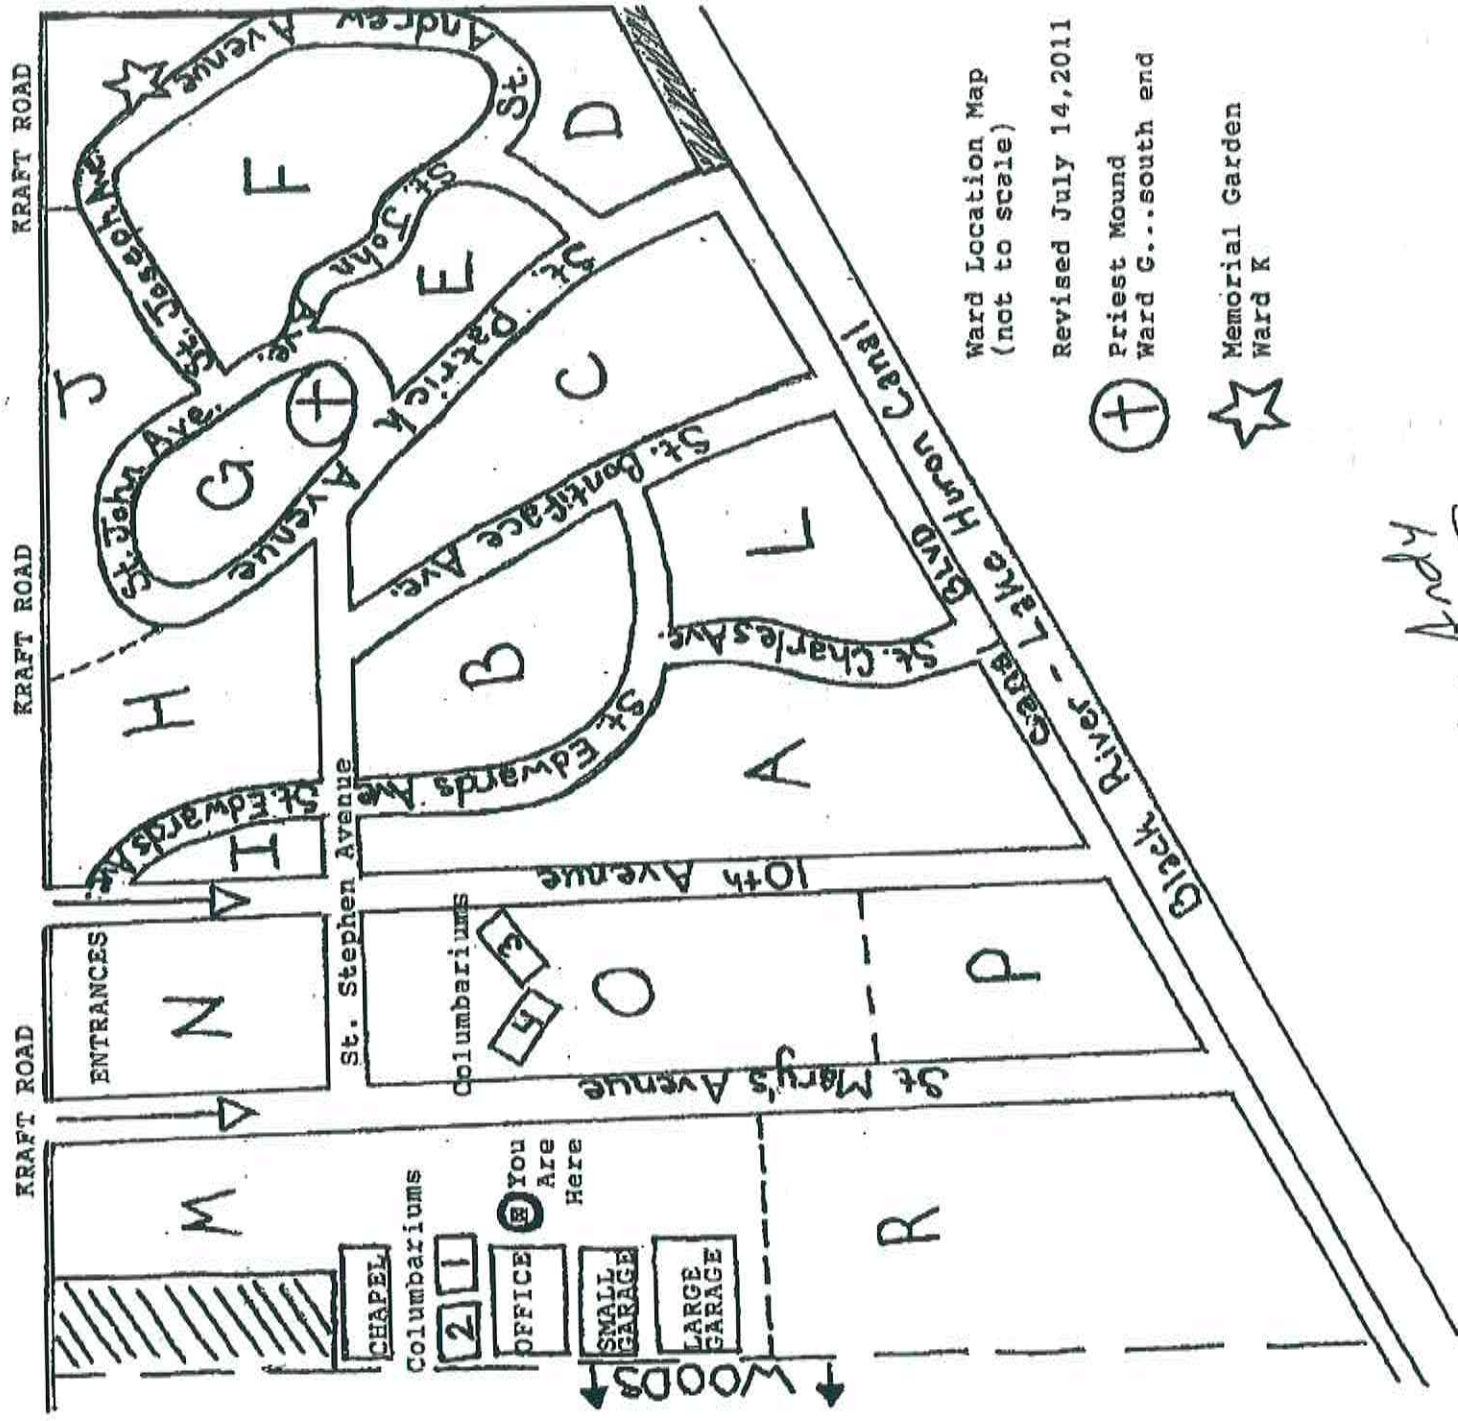 KRAFT ROAD
KRAFT ROAD
KRAFT ROAD
ENTRANCES
M
N
I
H
J
G
F
E
D
C
B
L
A
O
P
R
St. Edwards Ave.
St. Edwards Ave
St. John Ave.
St. John Ave.
St. Joseph Av.
St. Andrew Avenue
St. Patrick Avenue
St. Bontiface Ave.
St. Charles Ave.
St. Stephen Avenue
10th Avenue
St Mary's Avenue
Canal BLVD
Black River - Lake Huron Canal
CHAPEL
Columbariums
2
1
OFFICE
You
Are
Here
SMALL
GARAGE
LARGE
GARAGE
WOODS
Columbariums
4
3
Ward Location Map
(not to scale)
Revised July 14,2011
Priest Mound
Ward G...south end
Memorial Garden
Ward K
Andy